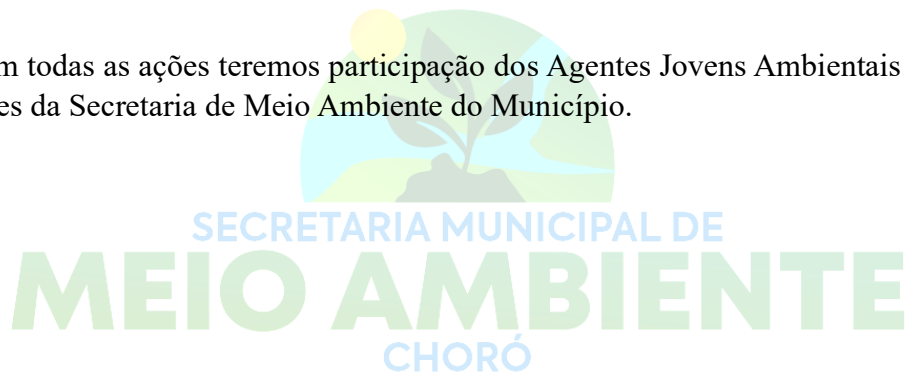 m todas as ações teremos participação dos Agentes Jovens Ambientais
es da Secretaria de Meio Ambiente do Município.
SECRETARIA MUNICIPAL DE
MEIO AMBIENTE
CHORÓ